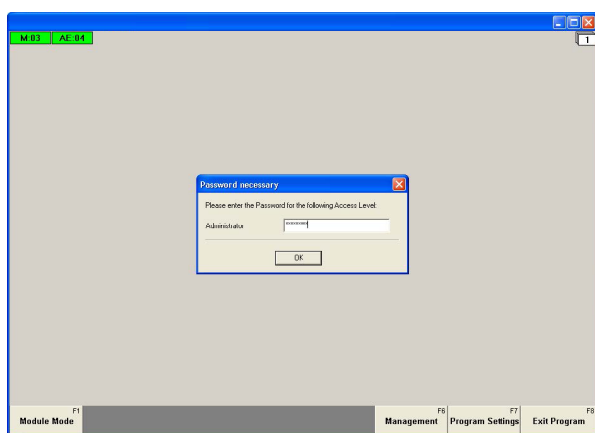 M:03 AE:04
1
Password necessary
Please enter the Password for the following Access Level:
Administrator
OK
F1
Module Mode
F6
Management
F7
Program Settings
F8
Exit Program